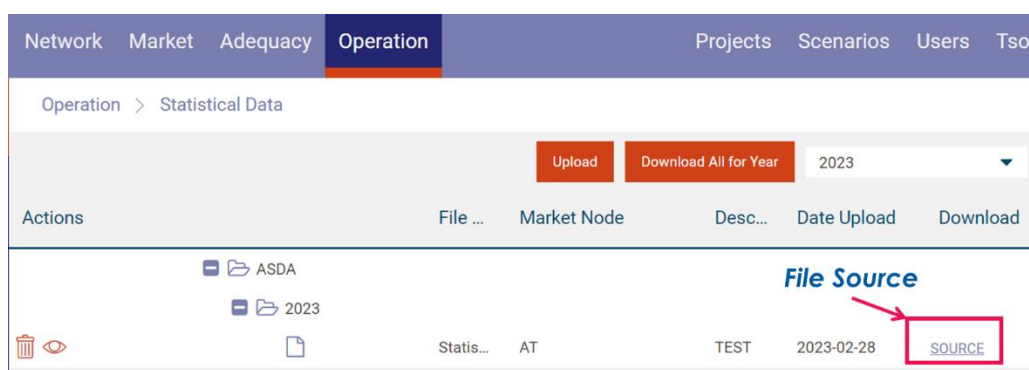 Network Market Adequacy Operation Projects Scenarios Users Tso
Operation > Statistical Data
Upload Download All for Year 2023
Actions File ... Market Node Desc... Date Upload Download
ASDA
File Source
2023
Statis... AT TEST 2023-02-28 SOURCE